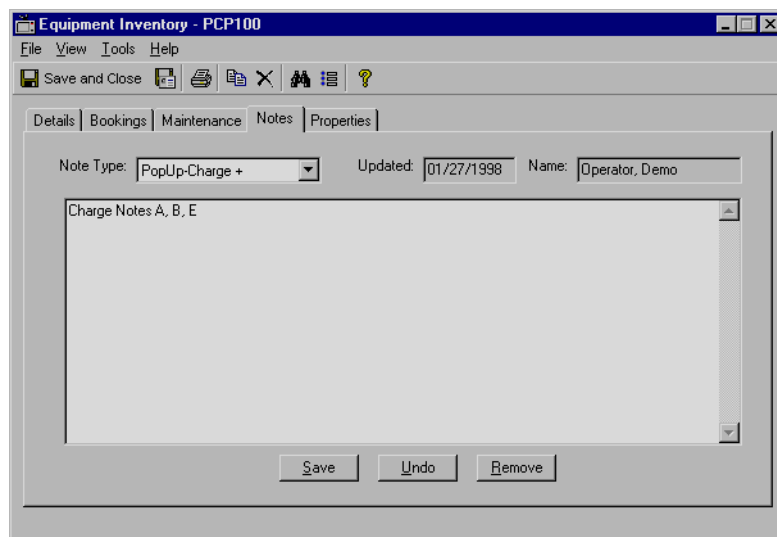 Equipment Inventory - PCP100
File View Tools Help
Save and Close
Details Bookings Maintenance Notes Properties
Note Type: PopUp-Charge + Updated: 01/27/1998 Name: Operator, Demo
Charge Notes A, B, E
Save Undo Remove